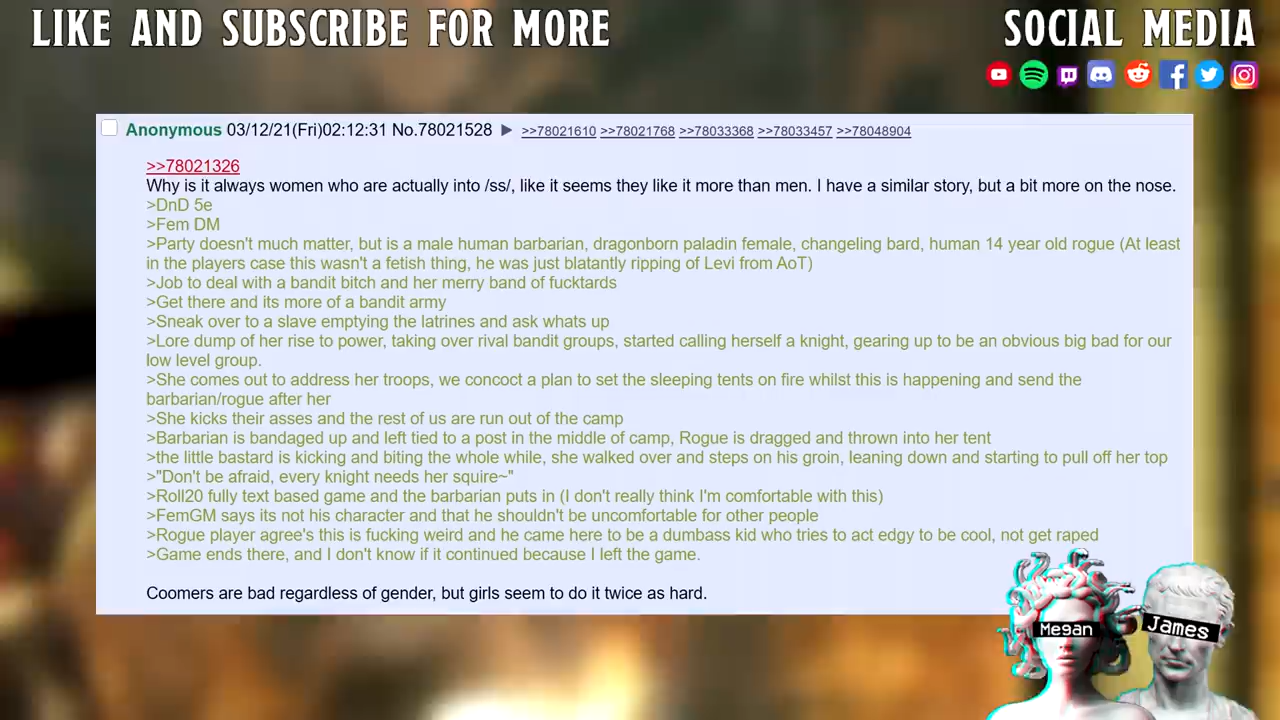 LIKE AND SUBSCRIBE FOR MORE
SOCIAL MEDIA
Anonymous 03/12/21(Fri)02:12:31 No.78021528 ▶ >>78021610 >>78021768 >>78033368 >>78033457 >>78048904
>>78021326
Why is it always women who are actually into /ss/, like it seems they like it more than men. I have a similar story, but a bit more on the nose.
>DnD 5e
>Fem DM
>Party doesn't much matter, but is a male human barbarian, dragonborn paladin female, changeling bard, human 14 year old rogue (At least
in the players case this wasn't a fetish thing, he was just blatantly ripping of Levi from AoT)
>Job to deal with a bandit bitch and her merry band of fucktards
>Get there and its more of a bandit army
>Sneak over to a slave emptying the latrines and ask whats up
>Lore dump of her rise to power, taking over rival bandit groups, started calling herself a knight, gearing up to be an obvious big bad for our
low level group.
>She comes out to address her troops, we concoct a plan to set the sleeping tents on fire whilst this is happening and send the
barbarian/rogue after her
>She kicks their asses and the rest of us are run out of the camp
>Barbarian is bandaged up and left tied to a post in the middle of camp, Rogue is dragged and thrown into her tent
>the little bastard is kicking and biting the whole while, she walked over and steps on his groin, leaning down and starting to pull off her top
>"Don't be afraid, every knight needs her squire~"
>Roll20 fully text based game and the barbarian puts in (I don't really think I'm comfortable with this)
>FemGM says its not his character and that he shouldn't be uncomfortable for other people
>Rogue player agree's this is fucking weird and he came here to be a dumbass kid who tries to act edgy to be cool, not get raped
>Game ends there, and I don't know if it continued because I left the game.
Coomers are bad regardless of gender, but girls seem to do it twice as hard.
Megan
James